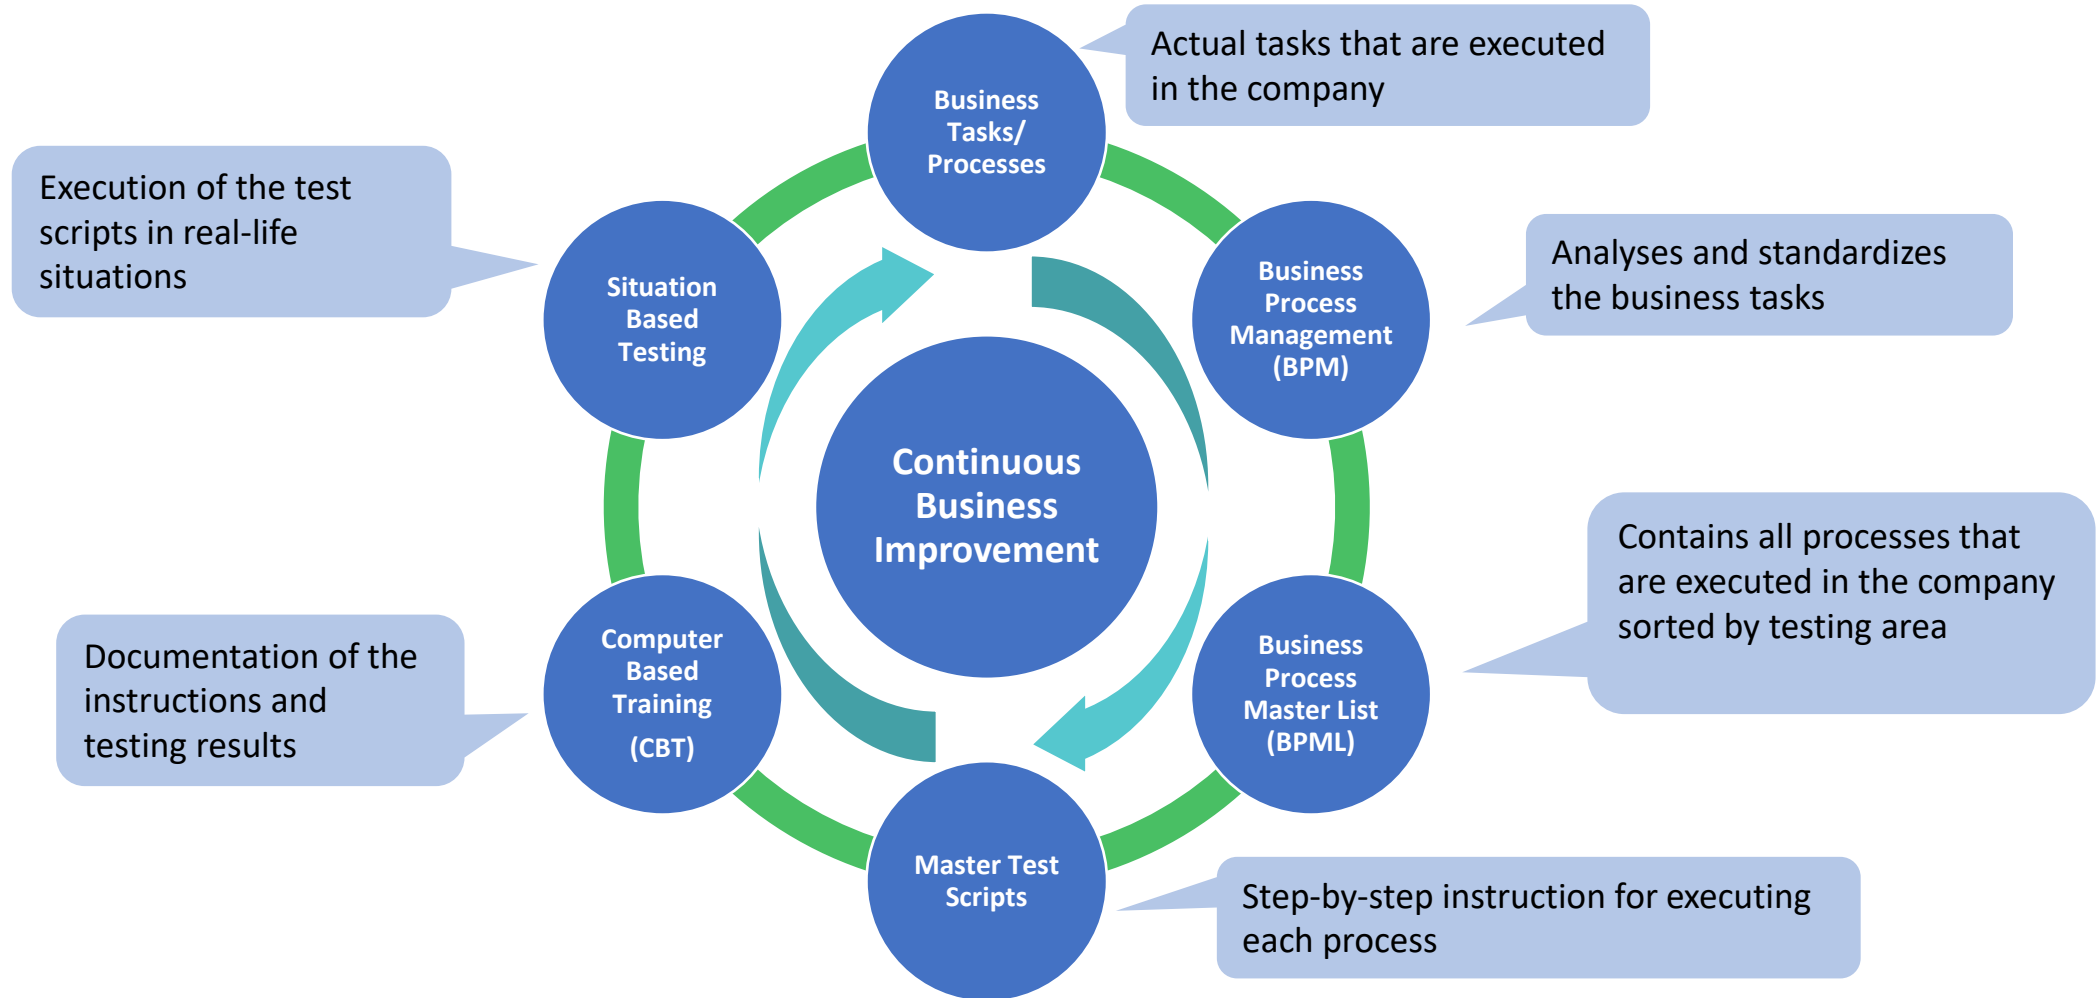 Business
Tasks/
Processes
Actual tasks that are executed
in the company
Business
Process
Management
(BPM)
Analyses and standardizes
the business tasks
Business
Process
Master List
(BPML)
Contains all processes that
are executed in the company
sorted by testing area
Master Test
Scripts
Step-by-step instruction for executing
each process
Computer
Based
Training
(CBT)
Documentation of the
instructions and
testing results
Situation
Based
Testing
Execution of the test
scripts in real-life
situations
Continuous
Business
Improvement